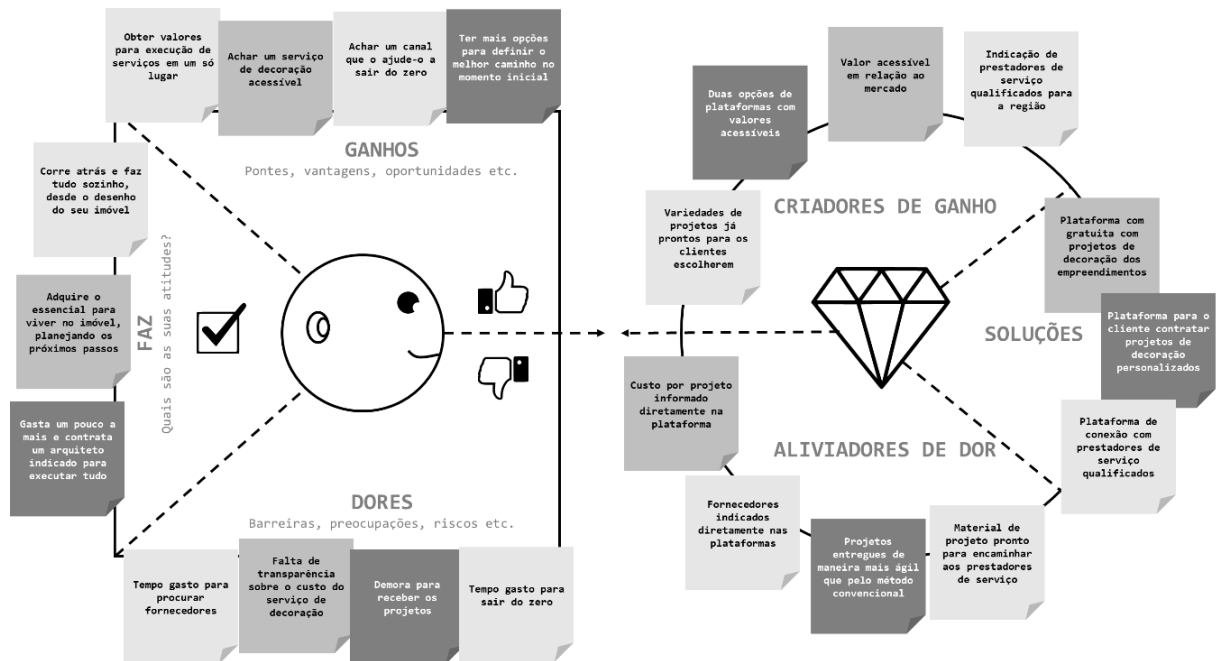 Obter valores
para execução de
serviços em um só
lugar
Achar um serviço
de decoração
acessível
Achar um canal
que o ajude-o a
sair do zero
Ter mais opções
para definir o
melhor caminho no
momento inicial
GANHOS
Pontes, vantagens, oportunidades etc.
Corre atrás e faz
tudo sozinho,
desde o desenho
do seu imóvel
Adquire o
essencial para
viver no imóvel,
planejando os
próximos passos
Gasta um pouco a
mais e contrata
um arquiteto
indicado para
executar tudo
FAZ
Quais são as suas atitudes?
DORES
Barreiras, preocupações, riscos etc.
Tempo gasto para
procurar
fornecedores
Falta de
transparência
sobre o custo do
serviço de
decoração
Demora para
receber os
projetos
Tempo gasto para
sair do zero
Duas opções de
plataformas com
valores
acessíveis
Valor acessível
em relação ao
mercado
Indicação de
prestadores de
serviço
qualificados para
a região
Variedades de
projetos já
prontos para os
clientes
escolherem
CRIADORES DE GANHO
Plataforma com
gratuita com
projetos de
decoração dos
empreendimentos
SOLUÇÕES
Plataforma para o
cliente contratar
projetos de
decoração
personalizados
Plataforma de
conexão com
prestadores de
serviço
qualificados
Custo por projeto
informado
diretamente na
plataforma
ALIVIADORES DE DOR
Fornecedores
indicados
diretamente nas
plataformas
Projetos
entregues de
maneira mais ágil
que pelo método
convencional
Material de
projeto pronto
para encaminhar
aos prestadores
de serviço